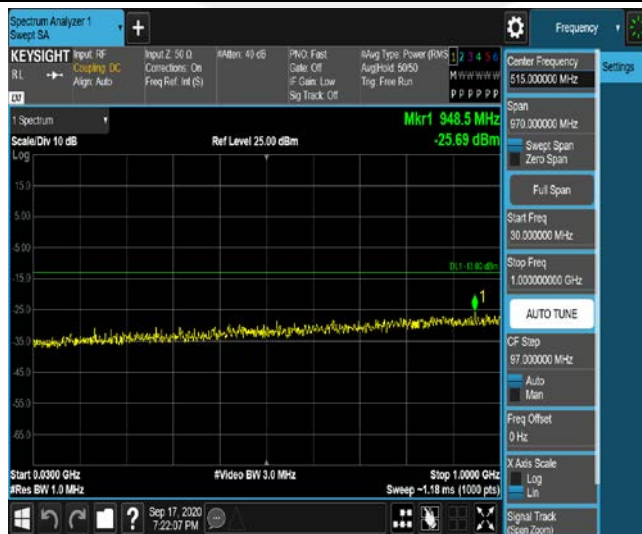 Spectrum Analyzer 1
Swept SA
+
Frequency
KEYSIGHT
RL
Input: RF
Coupling: DC
Align: Auto
Input Z: 50 Ω
Corrections: On
Freq Ref: Int (S)
#Atten: 40 dB
PNO: Fast
Gate: Off
IF Gain: Low
Sig Track: Off
#Avg Type: Power (RMS
Avg|Hold: 50/50
Trig: Free Run
1 2 3 4 5 6
M W W W W W
P P P P P P
LXI
1 Spectrum
Scale/Div 10 dB
Log
Ref Level 25.00 dBm
Mkr1 948.5 MHz
-25.69 dBm
15.0
5.00
-5.00
-15.0
-25.0
-35.0
-45.0
-55.0
-65.0
DL1 -13.00 dBm
1
Start 0.0300 GHz
#Res BW 1.0 MHz
#Video BW 3.0 MHz
Stop 1.0000 GHz
Sweep ~1.18 ms (1000 pts)
Sep 17, 2020
7:22:07 PM
?
Center Frequency
515.000000 MHz
Span
970.000000 MHz
Swept Span
Zero Span
Full Span
Start Freq
30.000000 MHz
Stop Freq
1.000000000 GHz
AUTO TUNE
CF Step
97.000000 MHz
Auto
Man
Freq Offset
0 Hz
X Axis Scale
Log
Lin
Signal Track
(Span Zoom)
Settings